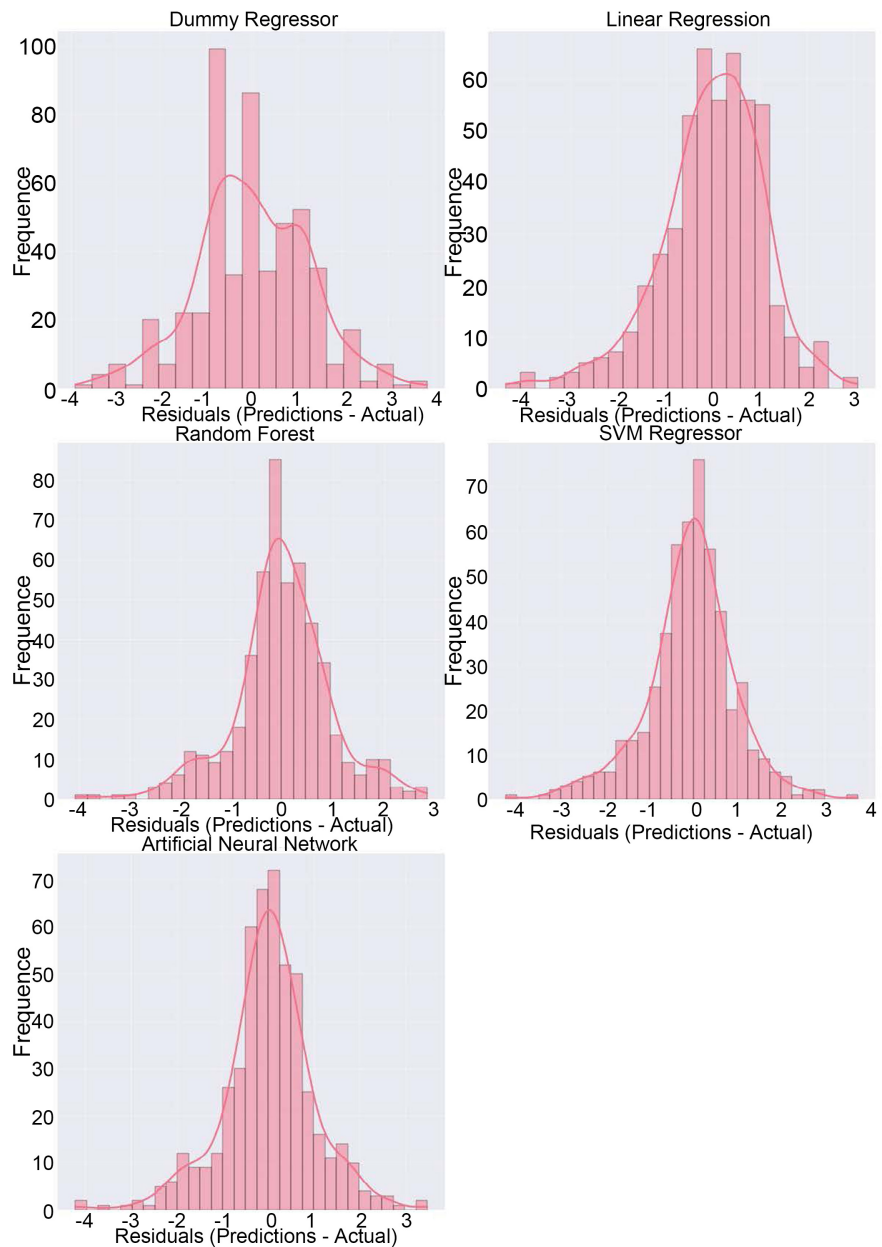 Dummy Regressor
Frequence
100
80
60
40
20
0
-4 -3 -2 -1 0 1 2 3 4
Residuals (Predictions - Actual)
Linear Regression
Frequence
60
50
40
30
20
10
0
-4 -3 -2 -1 0 1 2 3
Residuals (Predictions - Actual)
Random Forest
Frequence
80
70
60
50
40
30
20
10
0
-4 -3 -2 -1 0 1 2 3
Residuals (Predictions - Actual)
SVM Regressor
Frequence
70
60
50
40
30
20
10
0
-4 -3 -2 -1 0 1 2 3 4
Residuals (Predictions - Actual)
Artificial Neural Network
Frequence
70
60
50
40
30
20
10
0
-4 -3 -2 -1 0 1 2 3
Residuals (Predictions - Actual)